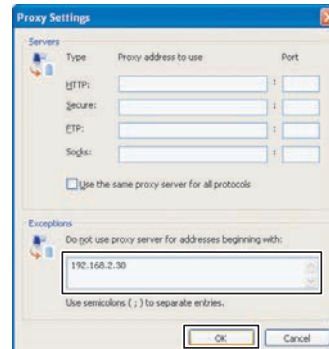 Proxy Settings
Servers
Type Proxy address to use Port
HTTP: :
Secure: :
FTP: :
Socks: :
Use the same proxy server for all protocols
Exceptions
Do not use proxy server for addresses beginning with:
192.168.2.30
Use semicolons ( ; ) to separate entries.
OK Cancel